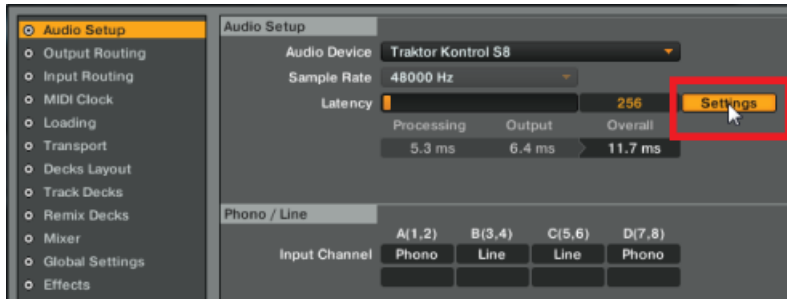 Audio Setup
Output Routing
Input Routing
MIDI Clock
Loading
Transport
Decks Layout
Track Decks
Remix Decks
Mixer
Global Settings
Effects
Audio Setup
Audio Device Traktor Kontrol S8
Sample Rate 48000 Hz
Latency 256 Settings
Processing Output Overall
5.3 ms 6.4 ms 11.7 ms
Phono / Line
A(1,2) B(3,4) C(5,6) D(7,8)
Input Channel Phono Line Line Phono